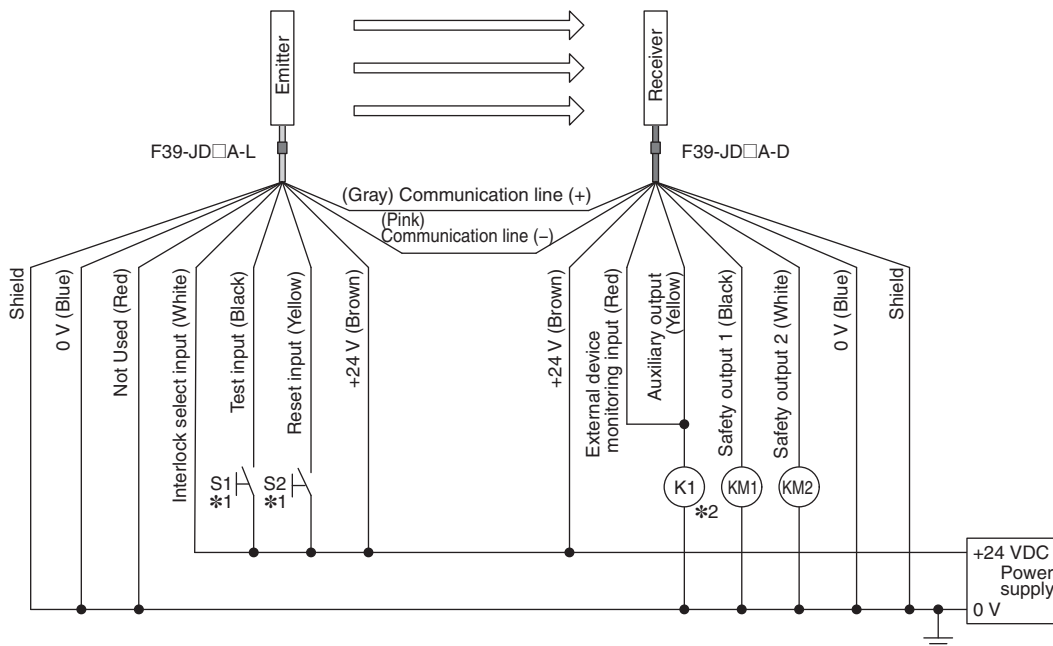 Emitter
Receiver
F39-JD□A-L
F39-JD□A-D
(Gray) Communication line (+)
(Pink)
Communication line (−)
Shield
0 V (Blue)
Not Used (Red)
Interlock select input (White)
Test input (Black)
Reset input (Yellow)
+24 V (Brown)
+24 V (Brown)
External device
monitoring input (Red)
Auxiliary output
(Yellow)
Safety output 1 (Black)
Safety output 2 (White)
0 V (Blue)
Shield
S1
✱1
S2
✱1
K1
✱2
KM1
KM2
+24 VDC
Power
supply
0 V